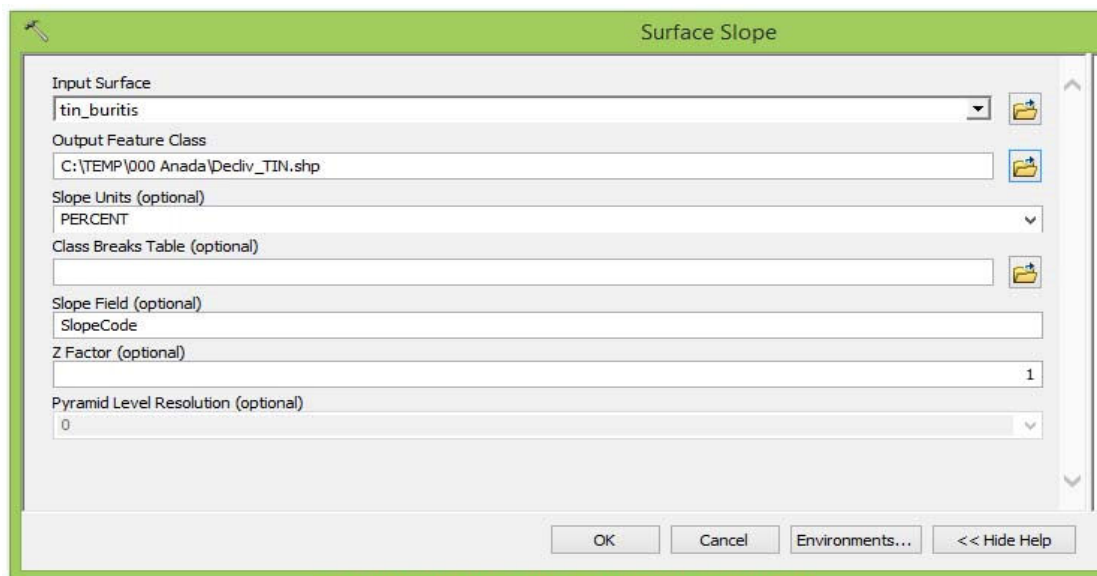 Surface Slope
Input Surface
tin_buritis
Output Feature Class
C:\TEMP\000 Anada\Decliv_TIN.shp
Slope Units (optional)
PERCENT
Class Breaks Table (optional)
Slope Field (optional)
SlopeCode
Z Factor (optional)
1
Pyramid Level Resolution (optional)
0
OK Cancel Environments... << Hide Help